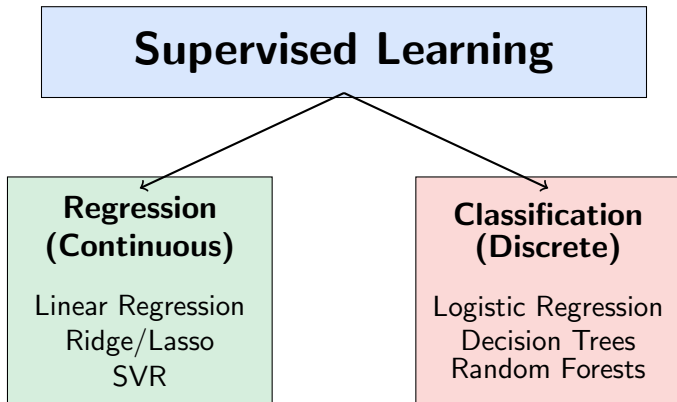 Supervised Learning
Regression
(Continuous)
Linear Regression
Ridge/Lasso
SVR
Classification
(Discrete)
Logistic Regression
Decision Trees
Random Forests